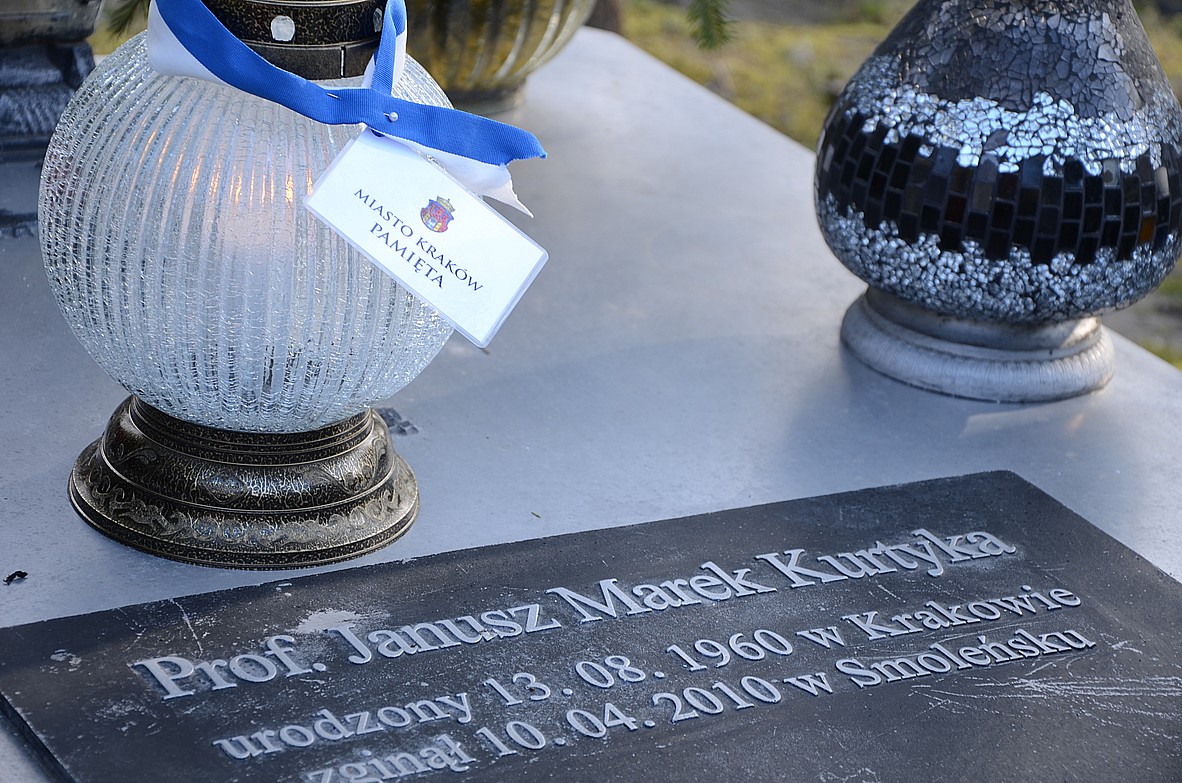 MIASTO KRAKÓW
PAMIĘTA
Prof. Janusz Marek Kurtyka
urodzony 13.08.1960 w Krakowie
zginął 10.04.2010 w Smoleńsku